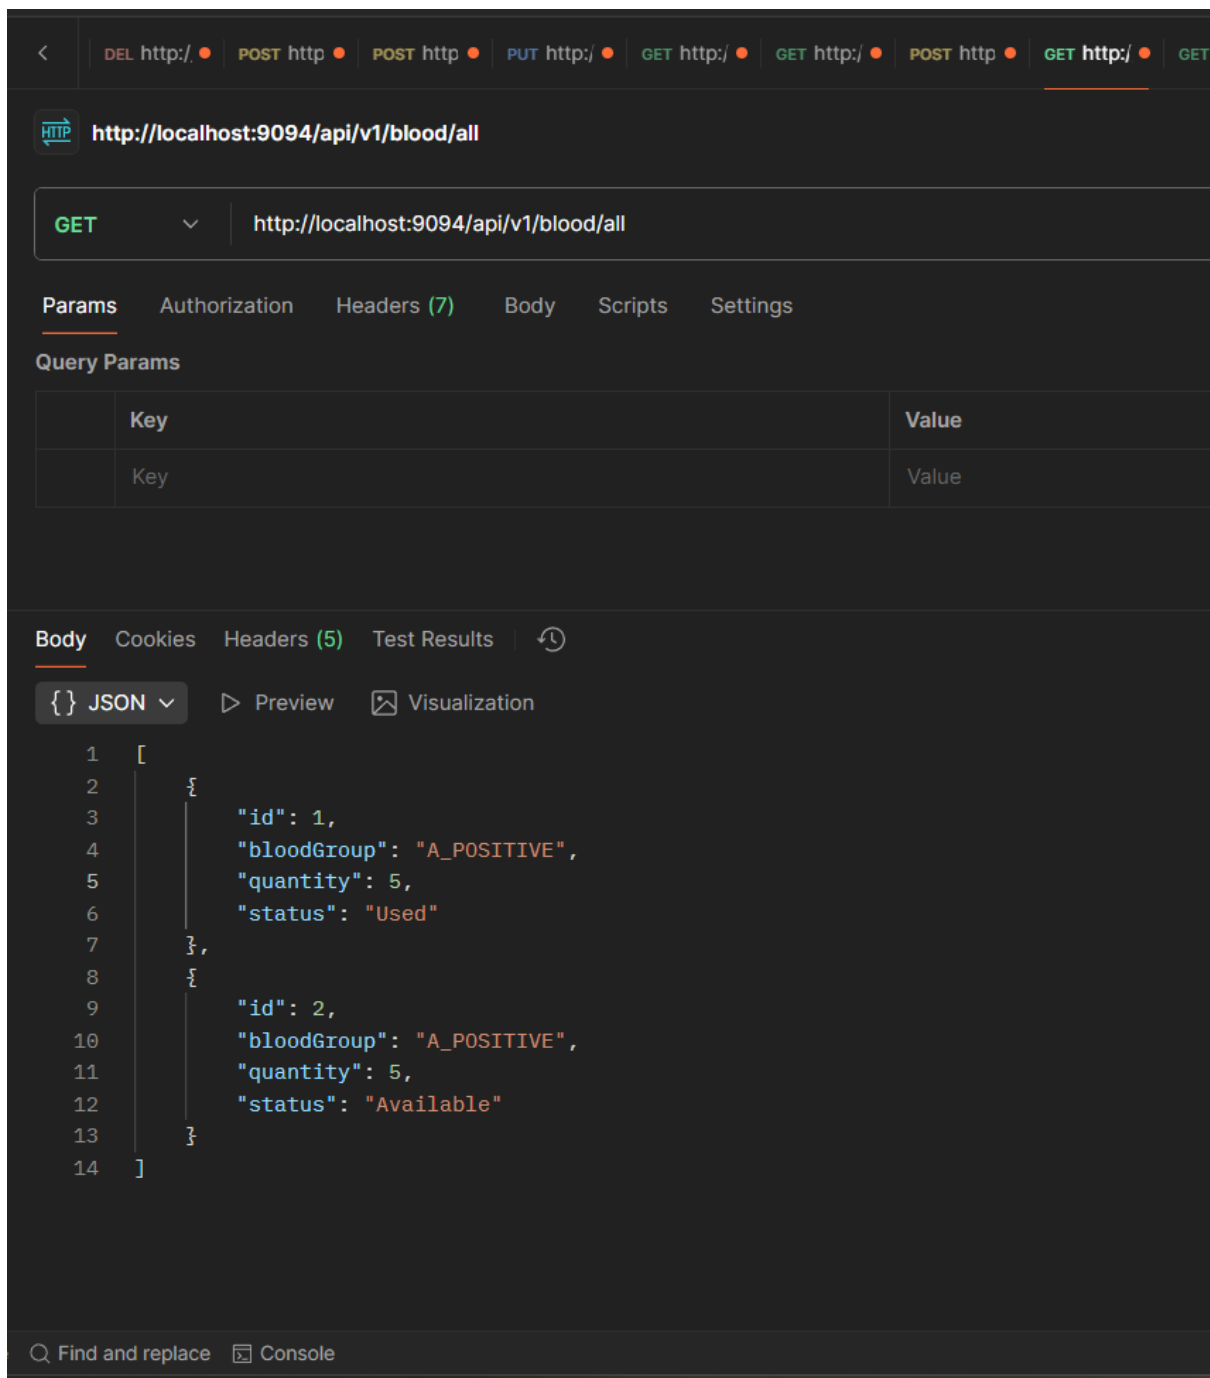 DEL http:/, POST http POST http PUT http:/ GET http:/ GET http:/ POST http GET http:/ GET
HTTP http://localhost:9094/api/v1/blood/all
GET http://localhost:9094/api/v1/blood/all
Params Authorization Headers (7) Body Scripts Settings
Query Params
Key Value
Key Value
Body Cookies Headers (5) Test Results
{} JSON Preview Visualization
1 [
2 {
3 "id": 1,
4 "bloodGroup": "A_POSITIVE",
5 "quantity": 5,
6 "status": "Used"
7 },
8 {
9 "id": 2,
10 "bloodGroup": "A_POSITIVE",
11 "quantity": 5,
12 "status": "Available"
13 }
14 ]
Find and replace Console